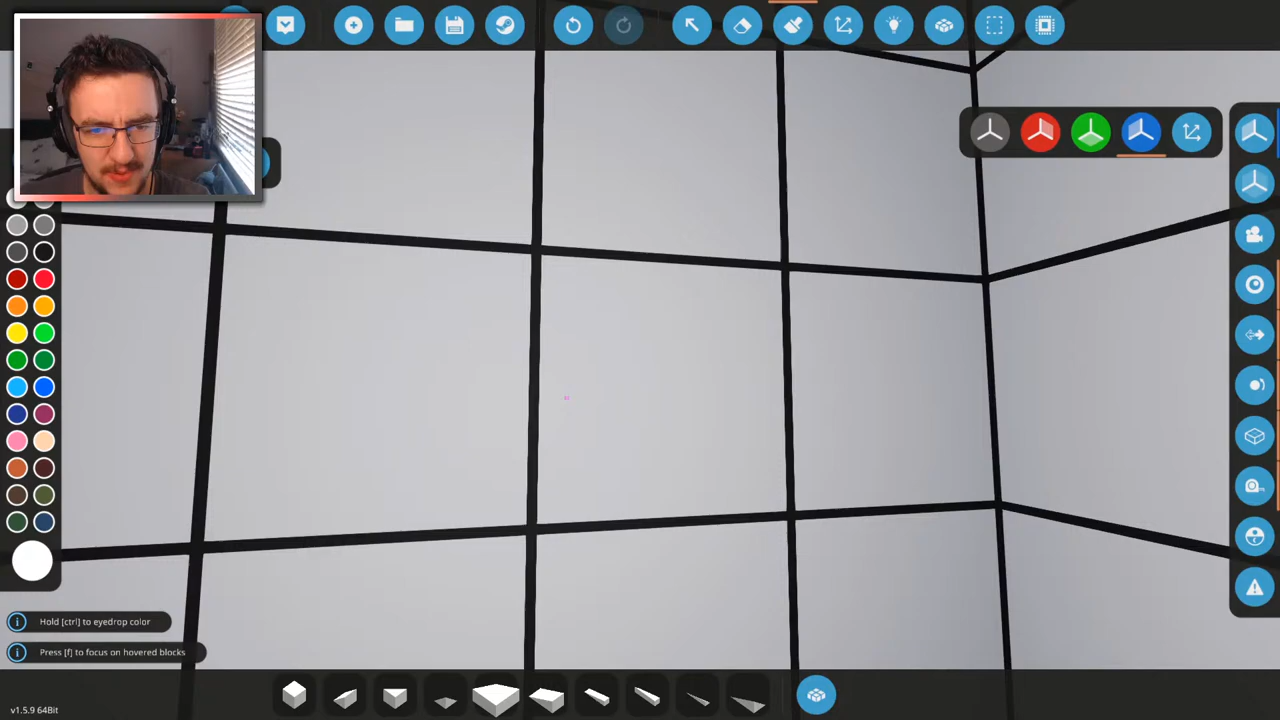 Hold [ctrl] to eyedrop color
Press [f] to focus on hovered blocks
v1.5.9 64Bit